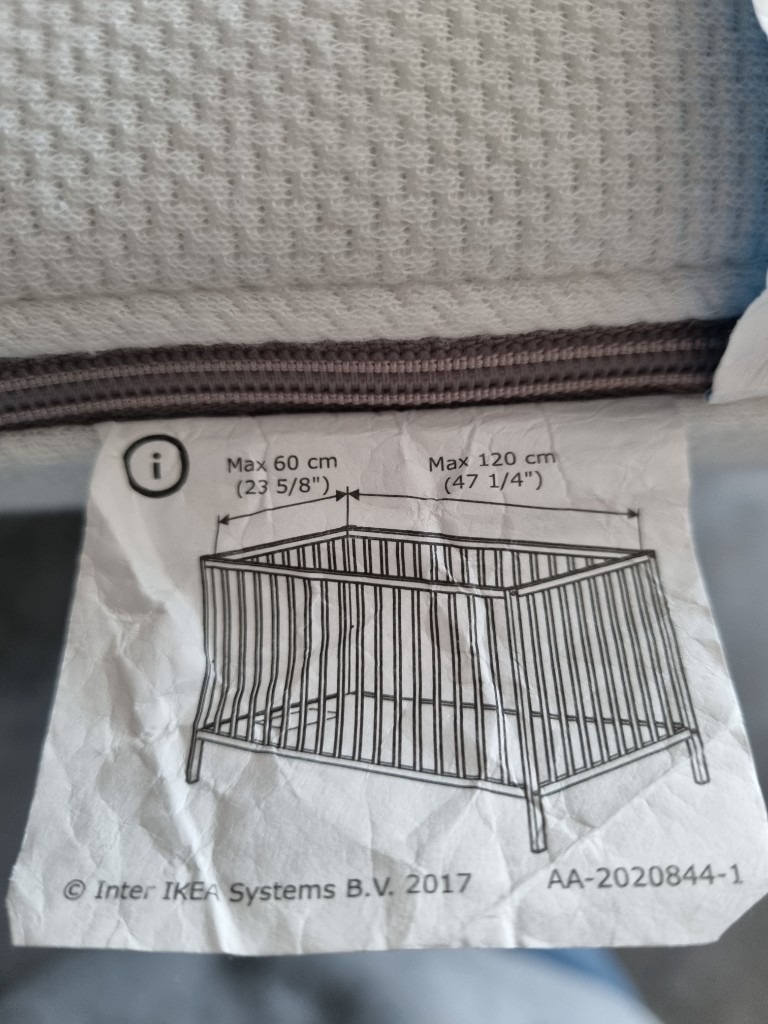 i
Max 60 cm
(23 5/8")
Max 120 cm
(47 1/4")
© Inter IKEA Systems B.V. 2017
AA-2020844-1